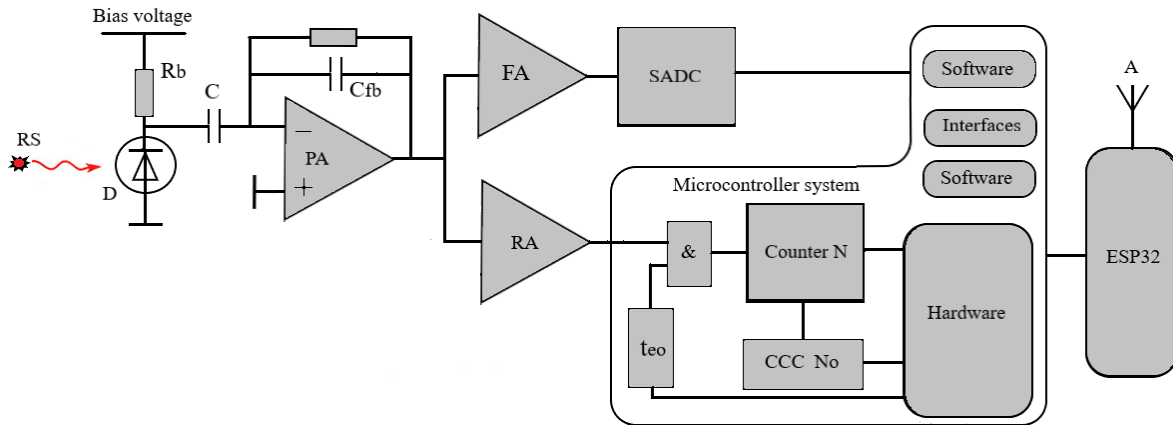 Bias voltage
Rb
C
Cfb
RS
D
PA
FA
SADC
Software
Interfaces
Software
A
Microcontroller system
RA
&
Counter N
teo
CCC No
Hardware
ESP32